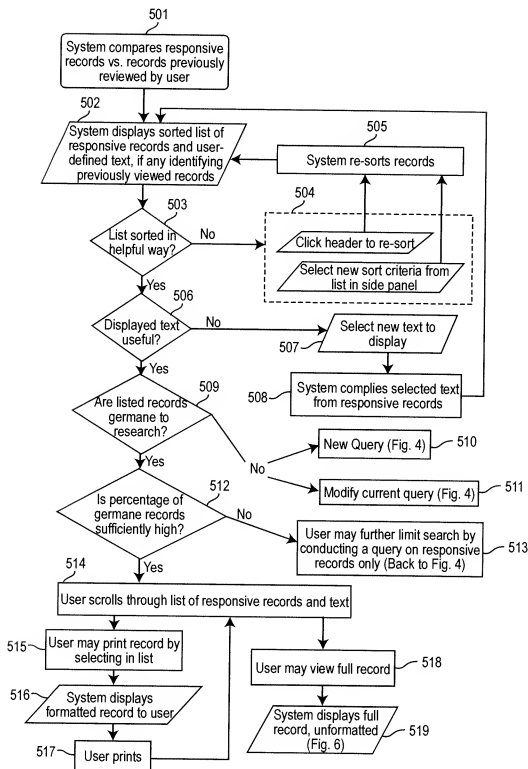 501
System compares responsive
records vs. records previously
reviewed by user
502
System displays sorted list of
responsive records and user-
defined text, if any identifying
previously viewed records
505
System re-sorts records
503
List sorted in
helpful way?
No
504
Click header to re-sort
Select new sort criteria from
list in side panel
Yes
506
Displayed text
useful?
No
507
Select new text to
display
508
System complies selected text
from responsive records
Yes
509
Are listed records
germane to
research?
No
New Query (Fig. 4)
510
Modify current query (Fig. 4)
511
Yes
512
Is percentage of
germane records
sufficiently high?
No
User may further limit search by
conducting a query on responsive
records only (Back to Fig. 4)
513
Yes
514
User scrolls through list of responsive records and text
515
User may print record by
selecting in list
516
System displays
formatted record to user
517
User prints
User may view full record
518
System displays full
record, unformatted
(Fig. 6)
519